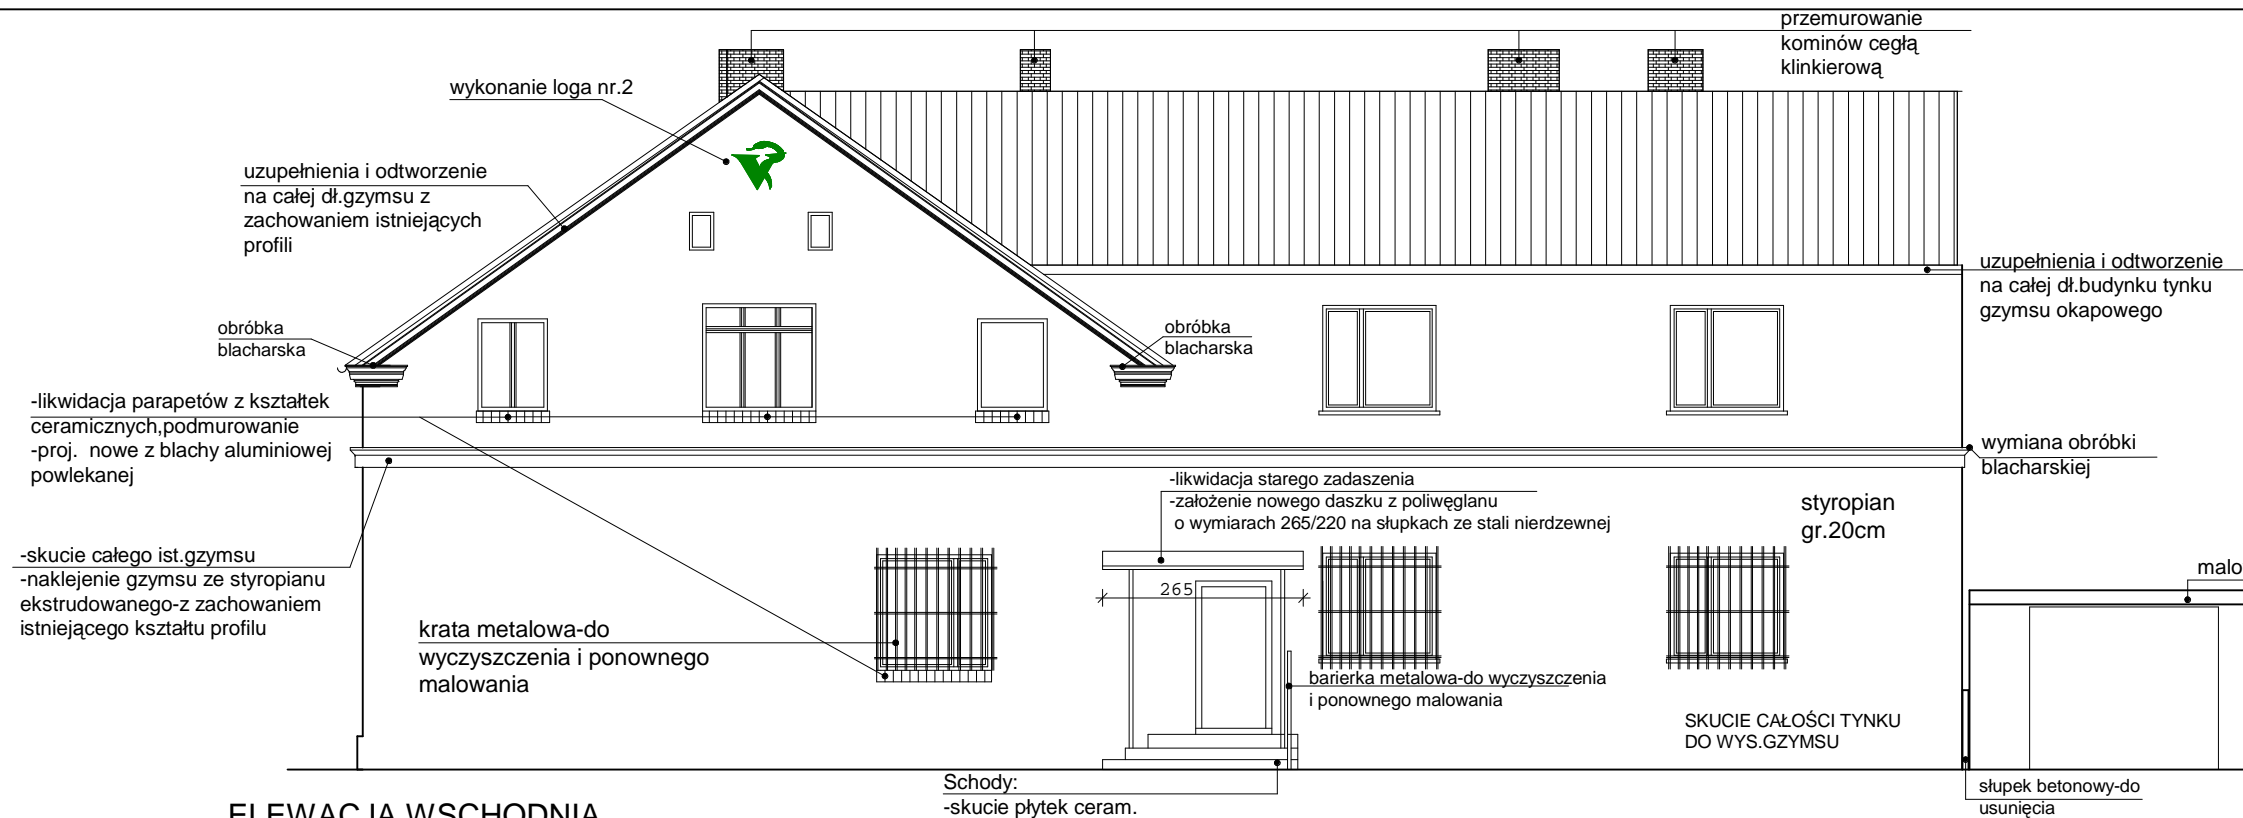 przemurowanie
kominów cegłą
klinkierową
wykonanie loga nr.2
uzupełnienia i odtworzenie
na całej dł.gzymsu z
zachowaniem istniejących
profili
uzupełnienia i odtworzenie
na całej dł.budynku tynku
gzymsu okapowego
obróbka
blacharska
obróbka
blacharska
-likwidacja parapetów z kształtek
ceramicznych,podmurowanie
-proj.  nowe z blachy aluminiowej
powlekanej
wymiana obróbki
blacharskiej
-likwidacja starego zadaszenia
-założenie nowego daszku z poliwęglanu
o wymiarach 265/220 na słupkach ze stali nierdzewnej
styropian
gr.20cm
-skucie całego ist.gzymsu
-naklejenie gzymsu ze styropianu
ekstrudowanego-z zachowaniem
istniejącego kształtu profilu
malo
265
krata metalowa-do
wyczyszczenia i ponownego
malowania
barierka metalowa-do wyczyszczenia
i ponownego malowania
SKUCIE CAŁOŚCI TYNKU
DO WYS.GZYMSU
Schody:
-skucie płytek ceram.
słupek betonowy-do
usunięcia
ELEWACJA WSCHODNIA